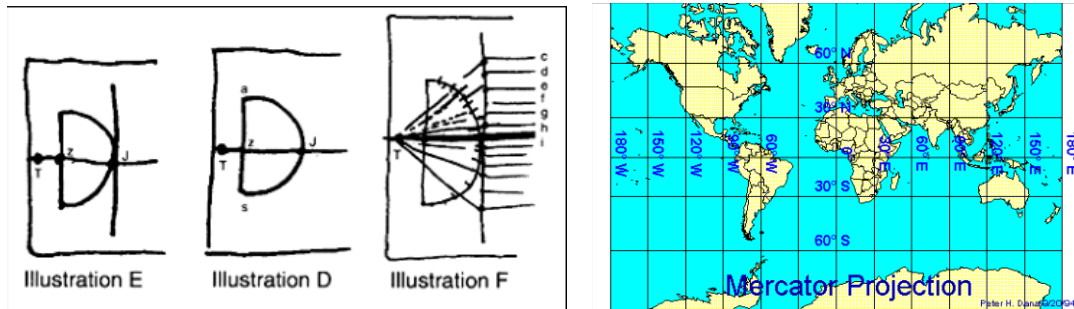 T
z
J
Illustration E
a
T
z
J
s
Illustration D
c
d
e
f
g
h
i
T
Illustration F
60° N
30° N
180° W
150° W
120° W
90° W
60° W
0°
30° E
60° E
90° E
120° E
150° E
180° E
30° S
60° S
Mercator Projection